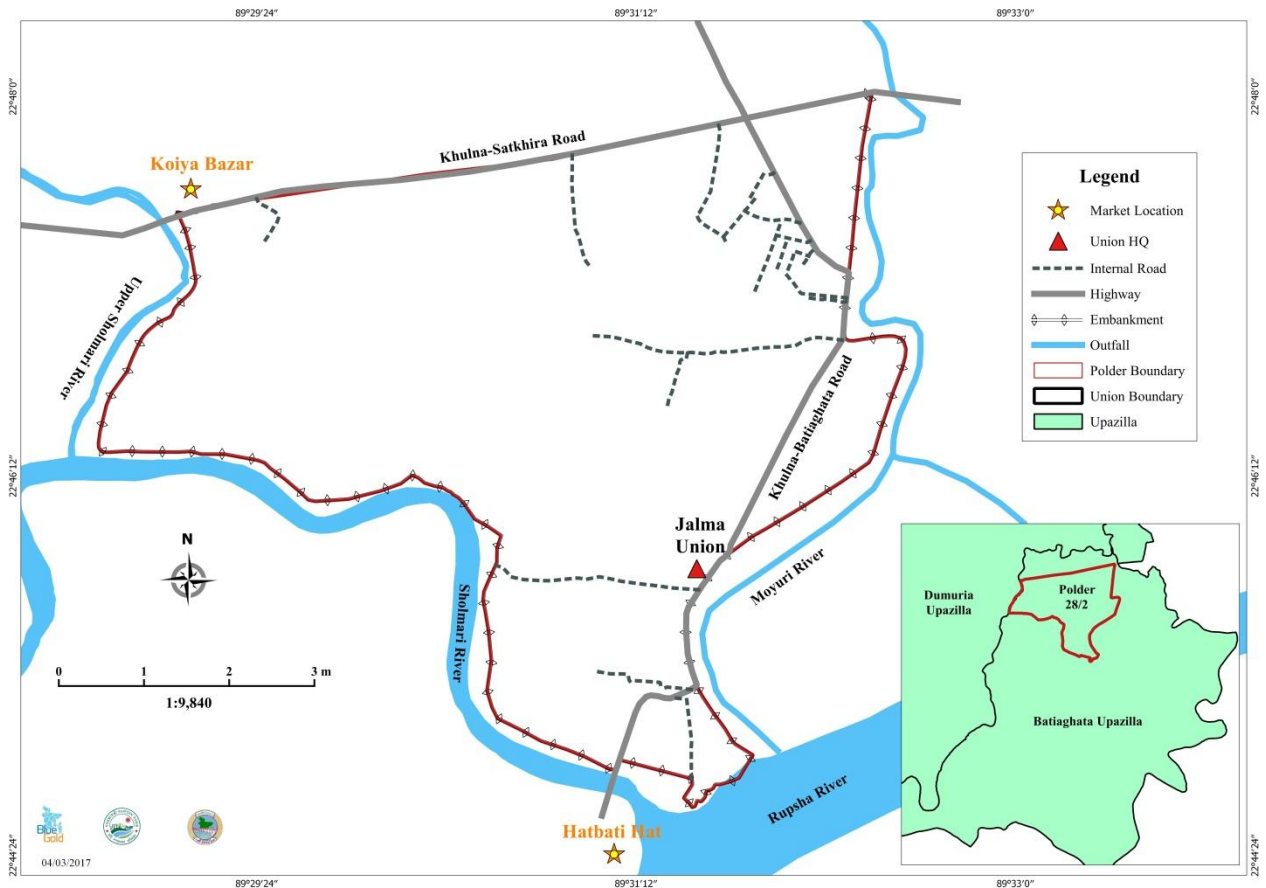 89°29'24"
89°31'12"
89°33'0"
22°48'0"
22°48'0"
Khulna-Satkhira Road
Koiya Bazar
Legend
Market Location
Union HQ
Internal Road
Highway
Embankment
Outfall
Polder Boundary
Union Boundary
Upazilla
Upper Sholmari River
Khulna-Batiaghata Road
22°46'12"
22°46'12"
Jalma
Union
N
Moyuri River
Sholmari River
Dumuria
Upazilla
Polder
28/2
Batiaghata Upazilla
0 1 2 3 m
1:9,840
Rupsha River
Hatbati Hat
Blue
Gold
04/03/2017
22°44'24"
22°44'24"
89°29'24"
89°31'12"
89°33'0"